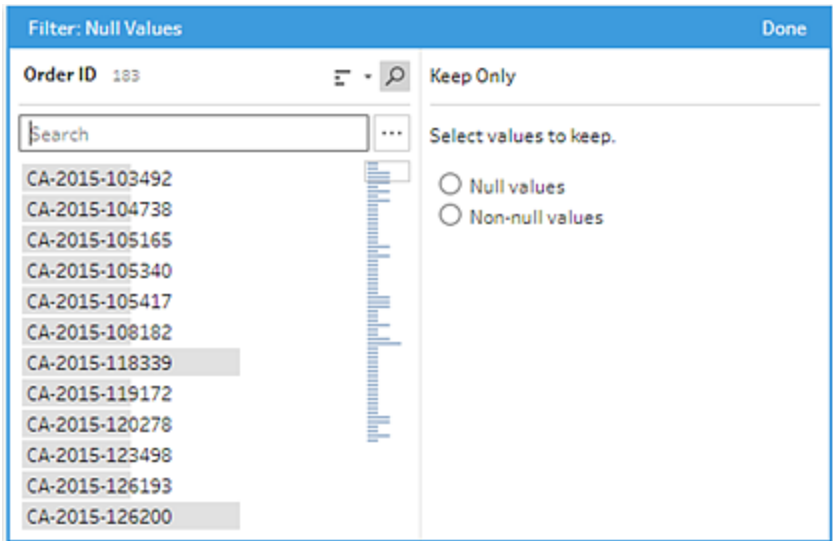 Filter: Null Values Done
Order ID 183
Search
CA-2015-103492
CA-2015-104738
CA-2015-105165
CA-2015-105340
CA-2015-105417
CA-2015-108182
CA-2015-118339
CA-2015-119172
CA-2015-120278
CA-2015-123498
CA-2015-126193
CA-2015-126200
Keep Only
Select values to keep.
Null values
Non-null values